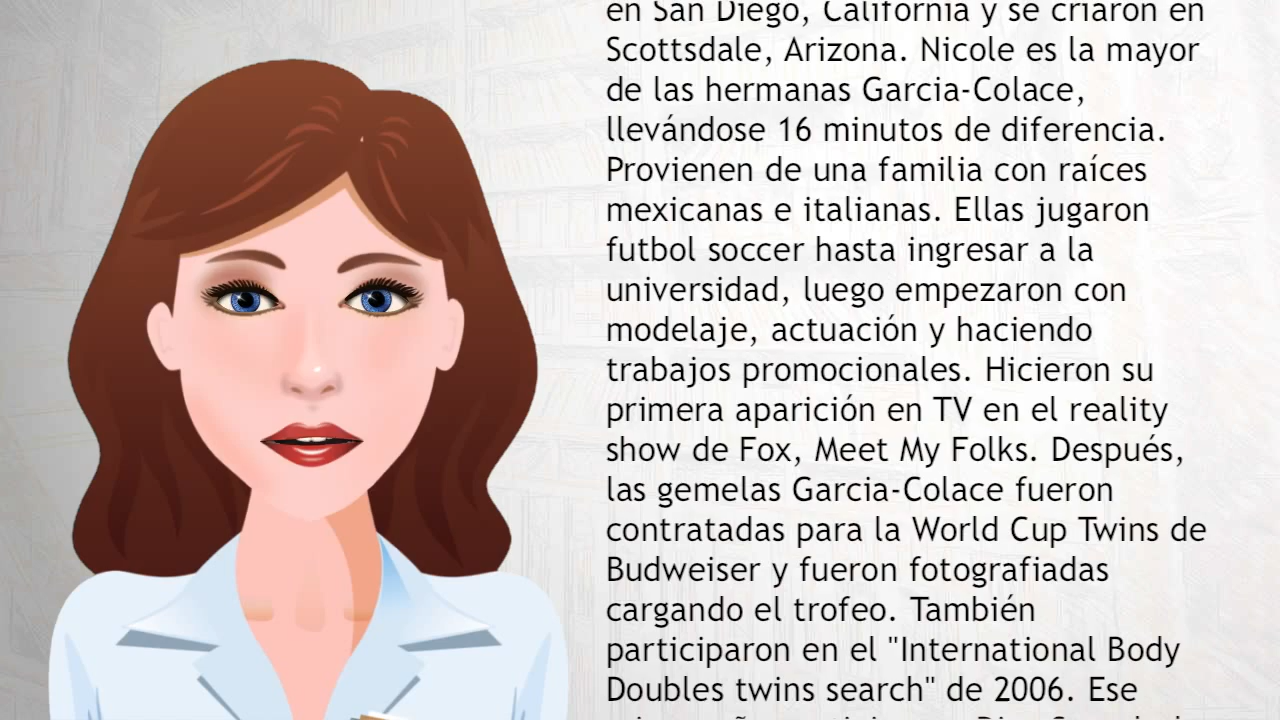 en San Diego, California y se criaron en
Scottsdale, Arizona. Nicole es la mayor
de las hermanas Garcia-Colace,
llevándose 16 minutos de diferencia.
Provienen de una familia con raíces
mexicanas e italianas. Ellas jugaron
futbol soccer hasta ingresar a la
universidad, luego empezaron con
modelaje, actuación y haciendo
trabajos promocionales. Hicieron su
primera aparición en TV en el reality
show de Fox, Meet My Folks. Después,
las gemelas Garcia-Colace fueron
contratadas para la World Cup Twins de
Budweiser y fueron fotografiadas
cargando el trofeo. También
participaron en el "International Body
Doubles twins search" de 2006. Ese